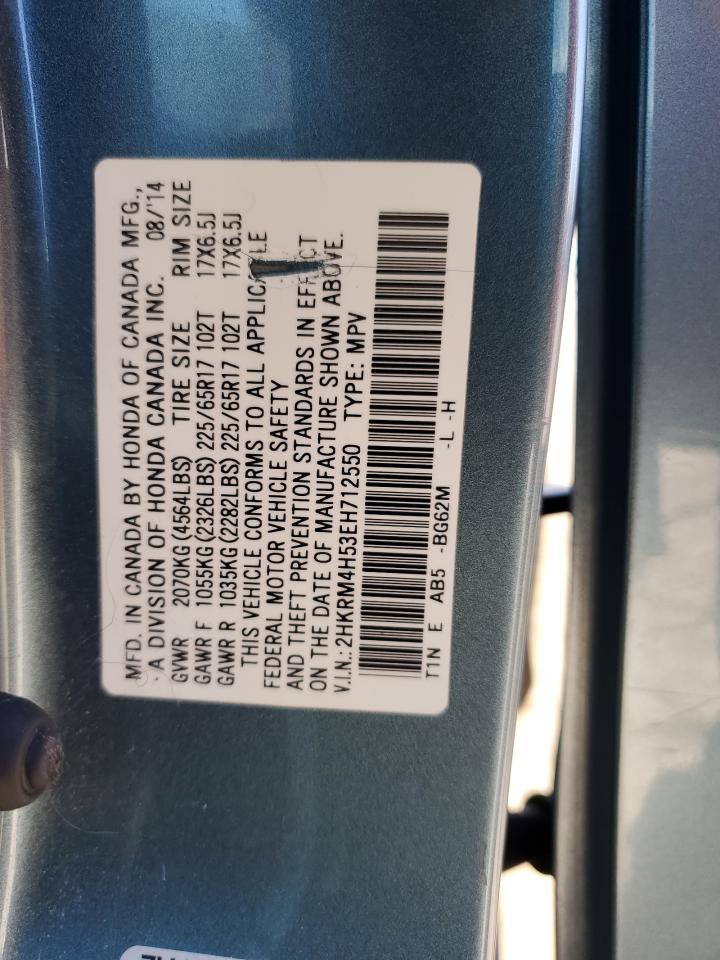 MFD. IN CANADA BY HONDA OF CANADA MFG.,
A DIVISION OF HONDA CANADA INC. 08/'14
GVWR 2070KG(4564LBS) TIRE SIZE RIM SIZE
GAWR F 1055KG(2326LBS) 225/65R17 102T 17X6.5J
GAWR R 1035KG(2282LBS) 225/65R17 102T 17X6.5J
THIS VEHICLE CONFORMS TO ALL
FEDERAL MOTOR VEHICLE SAFETY
AND THEFT PREVENTION STANDARDS IN
ON THE DATE OF MANUFACTURE SHOWN ABOVE.
V.I.N.: 2HKRM4H53EH712550 TYPE: MPV
T1N E AB5 -BG62M -L -H